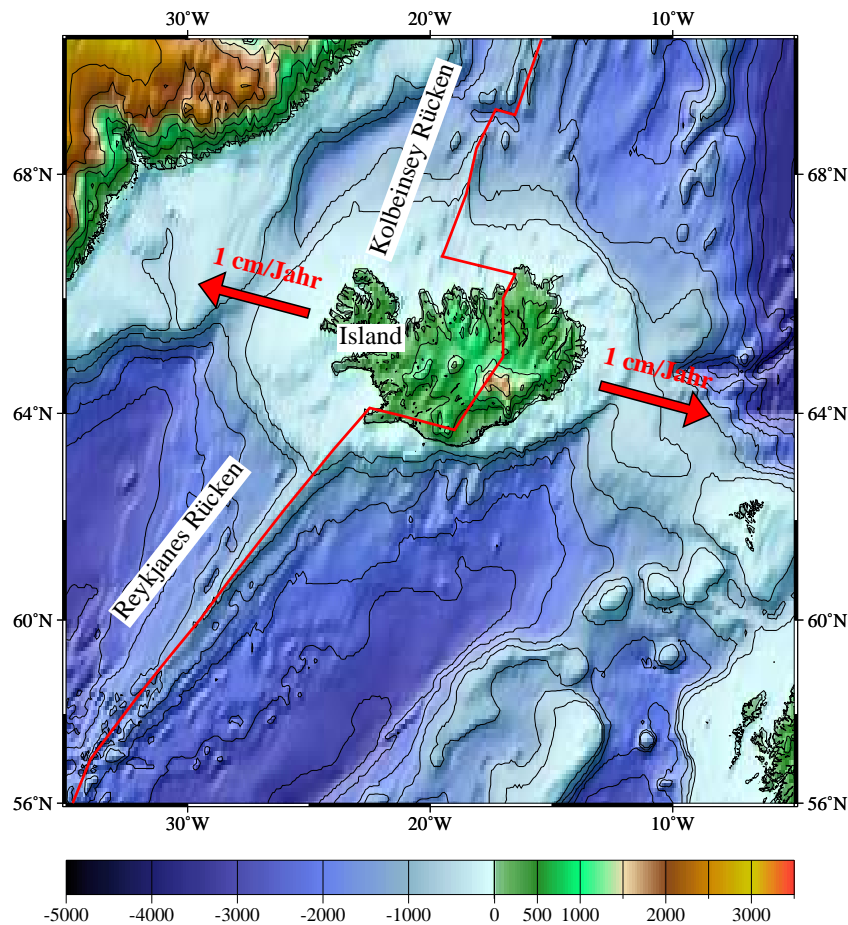 30°W 20°W 10°W
68°N 68°N
Kolbeinsey Rücken
1 cm/Jahr
Island
1 cm/Jahr
64°N 64°N
Reykjanes Rücken
60°N 60°N
56°N 56°N
30°W 20°W 10°W
-5000 -4000 -3000 -2000 -1000 0 500 1000 2000 3000